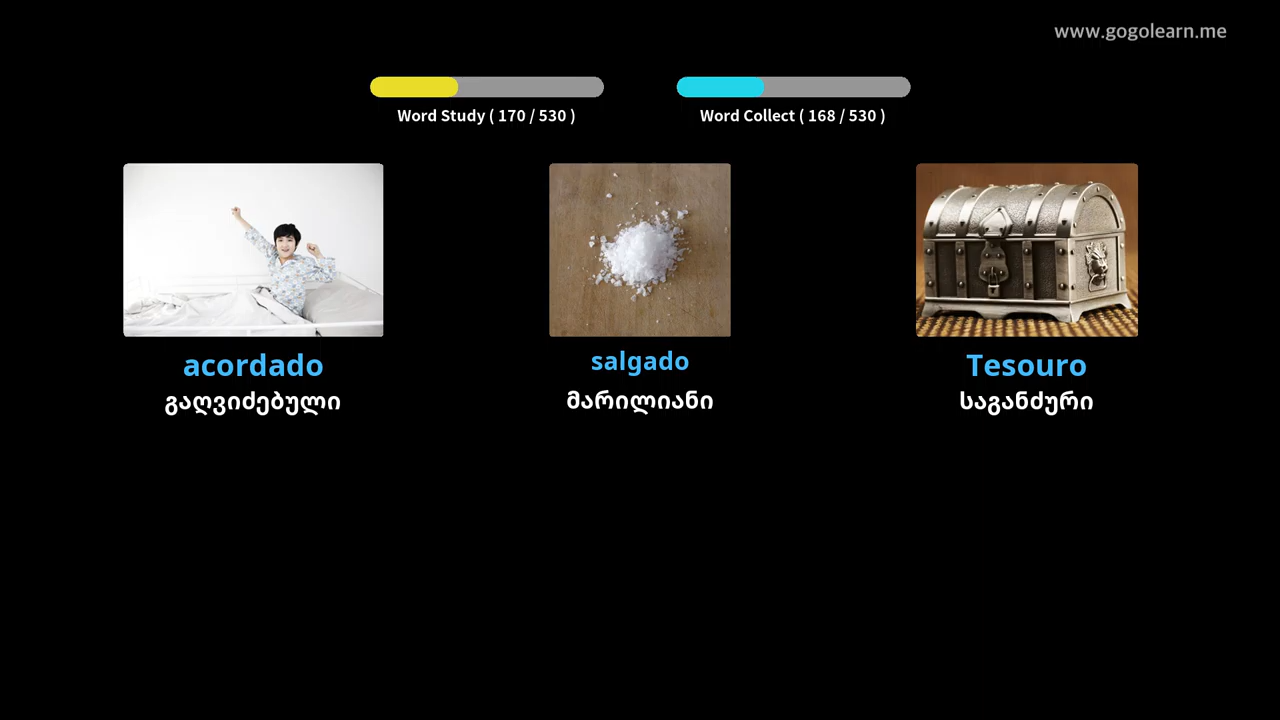 www.gogolearn.me
Word Study ( 170 / 530 )
Word Collect ( 168 / 530 )
acordado
გაღვიძებული
salgado
მარილიანი
Tesouro
საგანძური